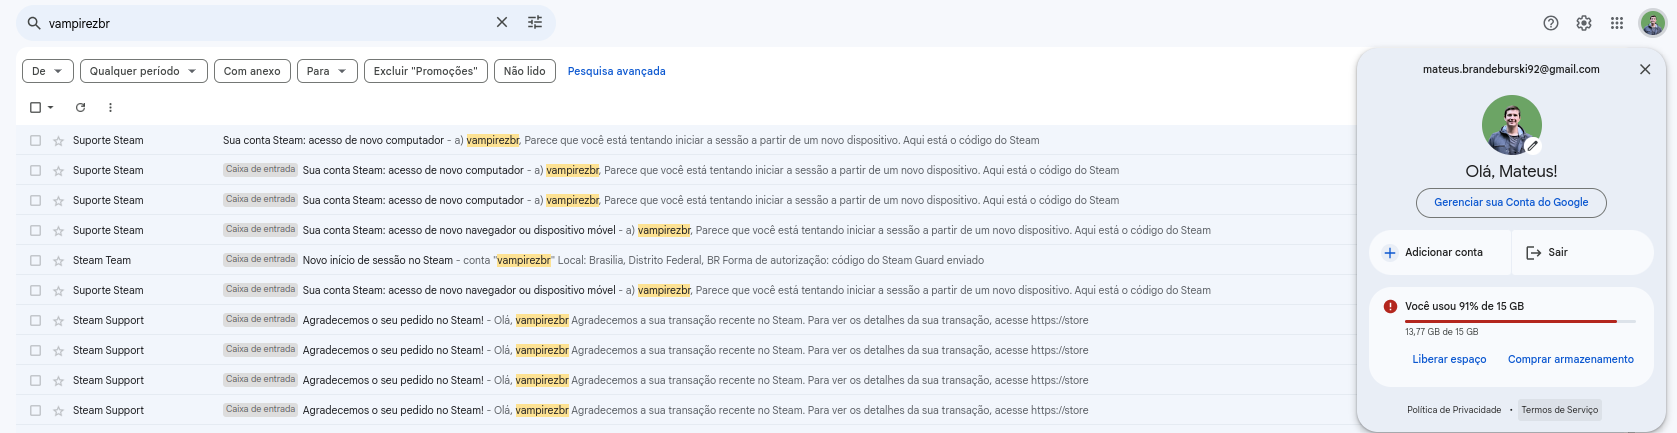 vampirezbr
De
Qualquer período
Com anexo
Para
Excluir "Promoções"
Não lido
Pesquisa avançada
Suporte Steam Sua conta Steam: acesso de novo computador - a) vampirezbr, Parece que você está tentando iniciar a sessão a partir de um novo dispositivo. Aqui está o código do Steam
Suporte Steam Caixa de entrada Sua conta Steam: acesso de novo computador - a) vampirezbr, Parece que você está tentando iniciar a sessão a partir de um novo dispositivo. Aqui está o código do Steam
Suporte Steam Caixa de entrada Sua conta Steam: acesso de novo computador - a) vampirezbr, Parece que você está tentando iniciar a sessão a partir de um novo dispositivo. Aqui está o código do Steam
Suporte Steam Caixa de entrada Sua conta Steam: acesso de novo navegador ou dispositivo móvel - a) vampirezbr, Parece que você está tentando iniciar a sessão a partir de um novo dispositivo. Aqui está o código do Steam
Steam Team Caixa de entrada Novo início de sessão no Steam - conta "vampirezbr" Local: Brasilia, Distrito Federal, BR Forma de autorização: código do Steam Guard enviado
Suporte Steam Caixa de entrada Sua conta Steam: acesso de novo navegador ou dispositivo móvel - a) vampirezbr, Parece que você está tentando iniciar a sessão a partir de um novo dispositivo. Aqui está o código do Steam
Steam Support Caixa de entrada Agradecemos o seu pedido no Steam! - Olá, vampirezbr Agradecemos a sua transação recente no Steam. Para ver os detalhes da sua transação, acesse https://store
Steam Support Caixa de entrada Agradecemos o seu pedido no Steam! - Olá, vampirezbr Agradecemos a sua transação recente no Steam. Para ver os detalhes da sua transação, acesse https://store
Steam Support Caixa de entrada Agradecemos o seu pedido no Steam! - Olá, vampirezbr Agradecemos a sua transação recente no Steam. Para ver os detalhes da sua transação, acesse https://store
Steam Support Caixa de entrada Agradecemos o seu pedido no Steam! - Olá, vampirezbr Agradecemos a sua transação recente no Steam. Para ver os detalhes da sua transação, acesse https://store
mateus.brandeburski92@gmail.com
Olá, Mateus!
Gerenciar sua Conta do Google
Adicionar conta
Sair
Você usou 91% de 15 GB
13,77 GB de 15 GB
Liberar espaço
Comprar armazenamento
Política de Privacidade • Termos de Serviço